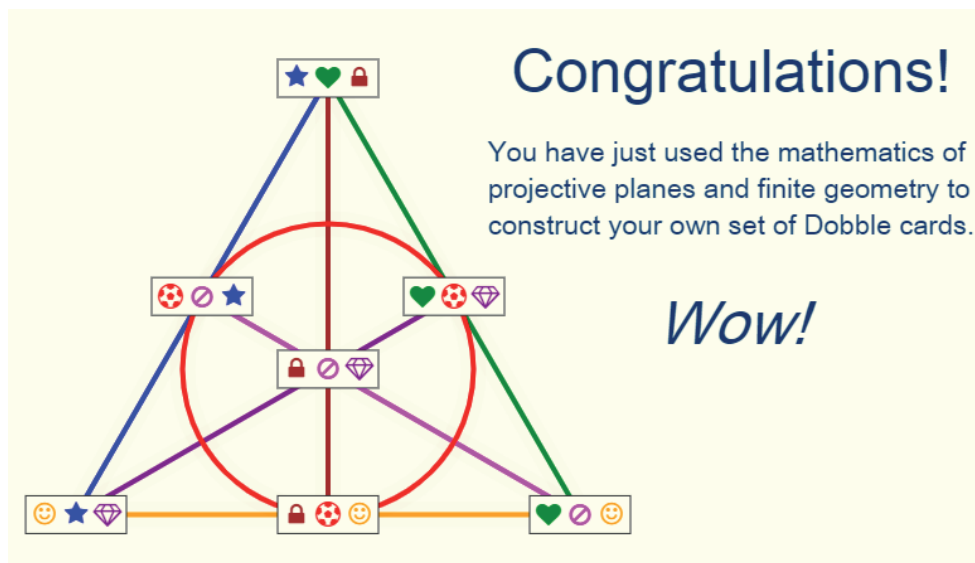 Congratulations!
You have just used the mathematics of
projective planes and finite geometry to
construct your own set of Dobble cards.
Wow!